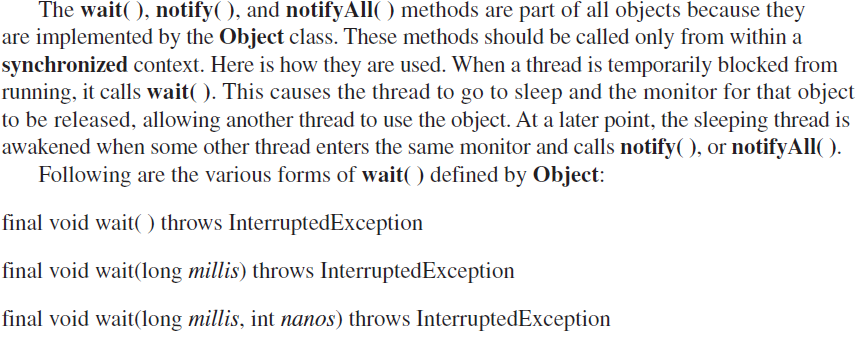 The wait( ), notify( ), and notifyAll( ) methods are part of all objects because they
are implemented by the Object class. These methods should be called only from within a
synchronized context. Here is how they are used. When a thread is temporarily blocked from
running, it calls wait( ). This causes the thread to go to sleep and the monitor for that object
to be released, allowing another thread to use the object. At a later point, the sleeping thread is
awakened when some other thread enters the same monitor and calls notify( ), or notifyAll( ).
Following are the various forms of wait( ) defined by Object:
final void wait( ) throws InterruptedException
final void wait(long millis) throws InterruptedException
final void wait(long millis, int nanos) throws InterruptedException